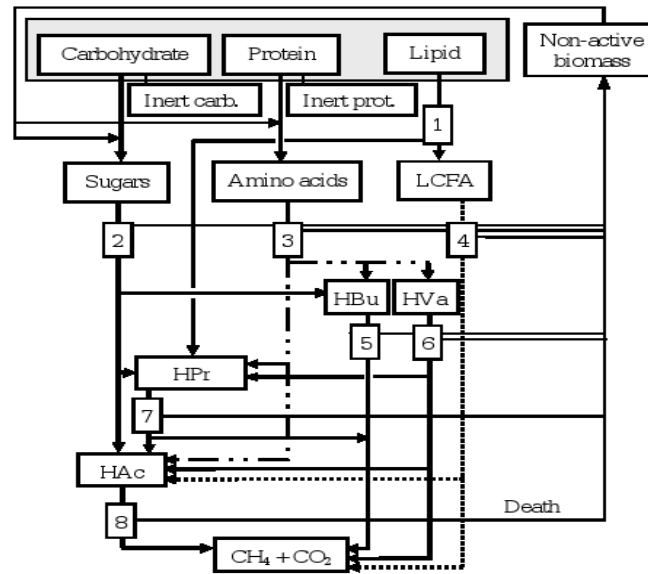 Carbohydrate
Protein
Lipid
Non-active
biomass
Inert carb.
Inert prot.
1
Sugars
Amino acids
LCFA
2
3
4
HBu
HVa
5
6
HPr
7
HAc
8
Death
CH₄ + CO₂